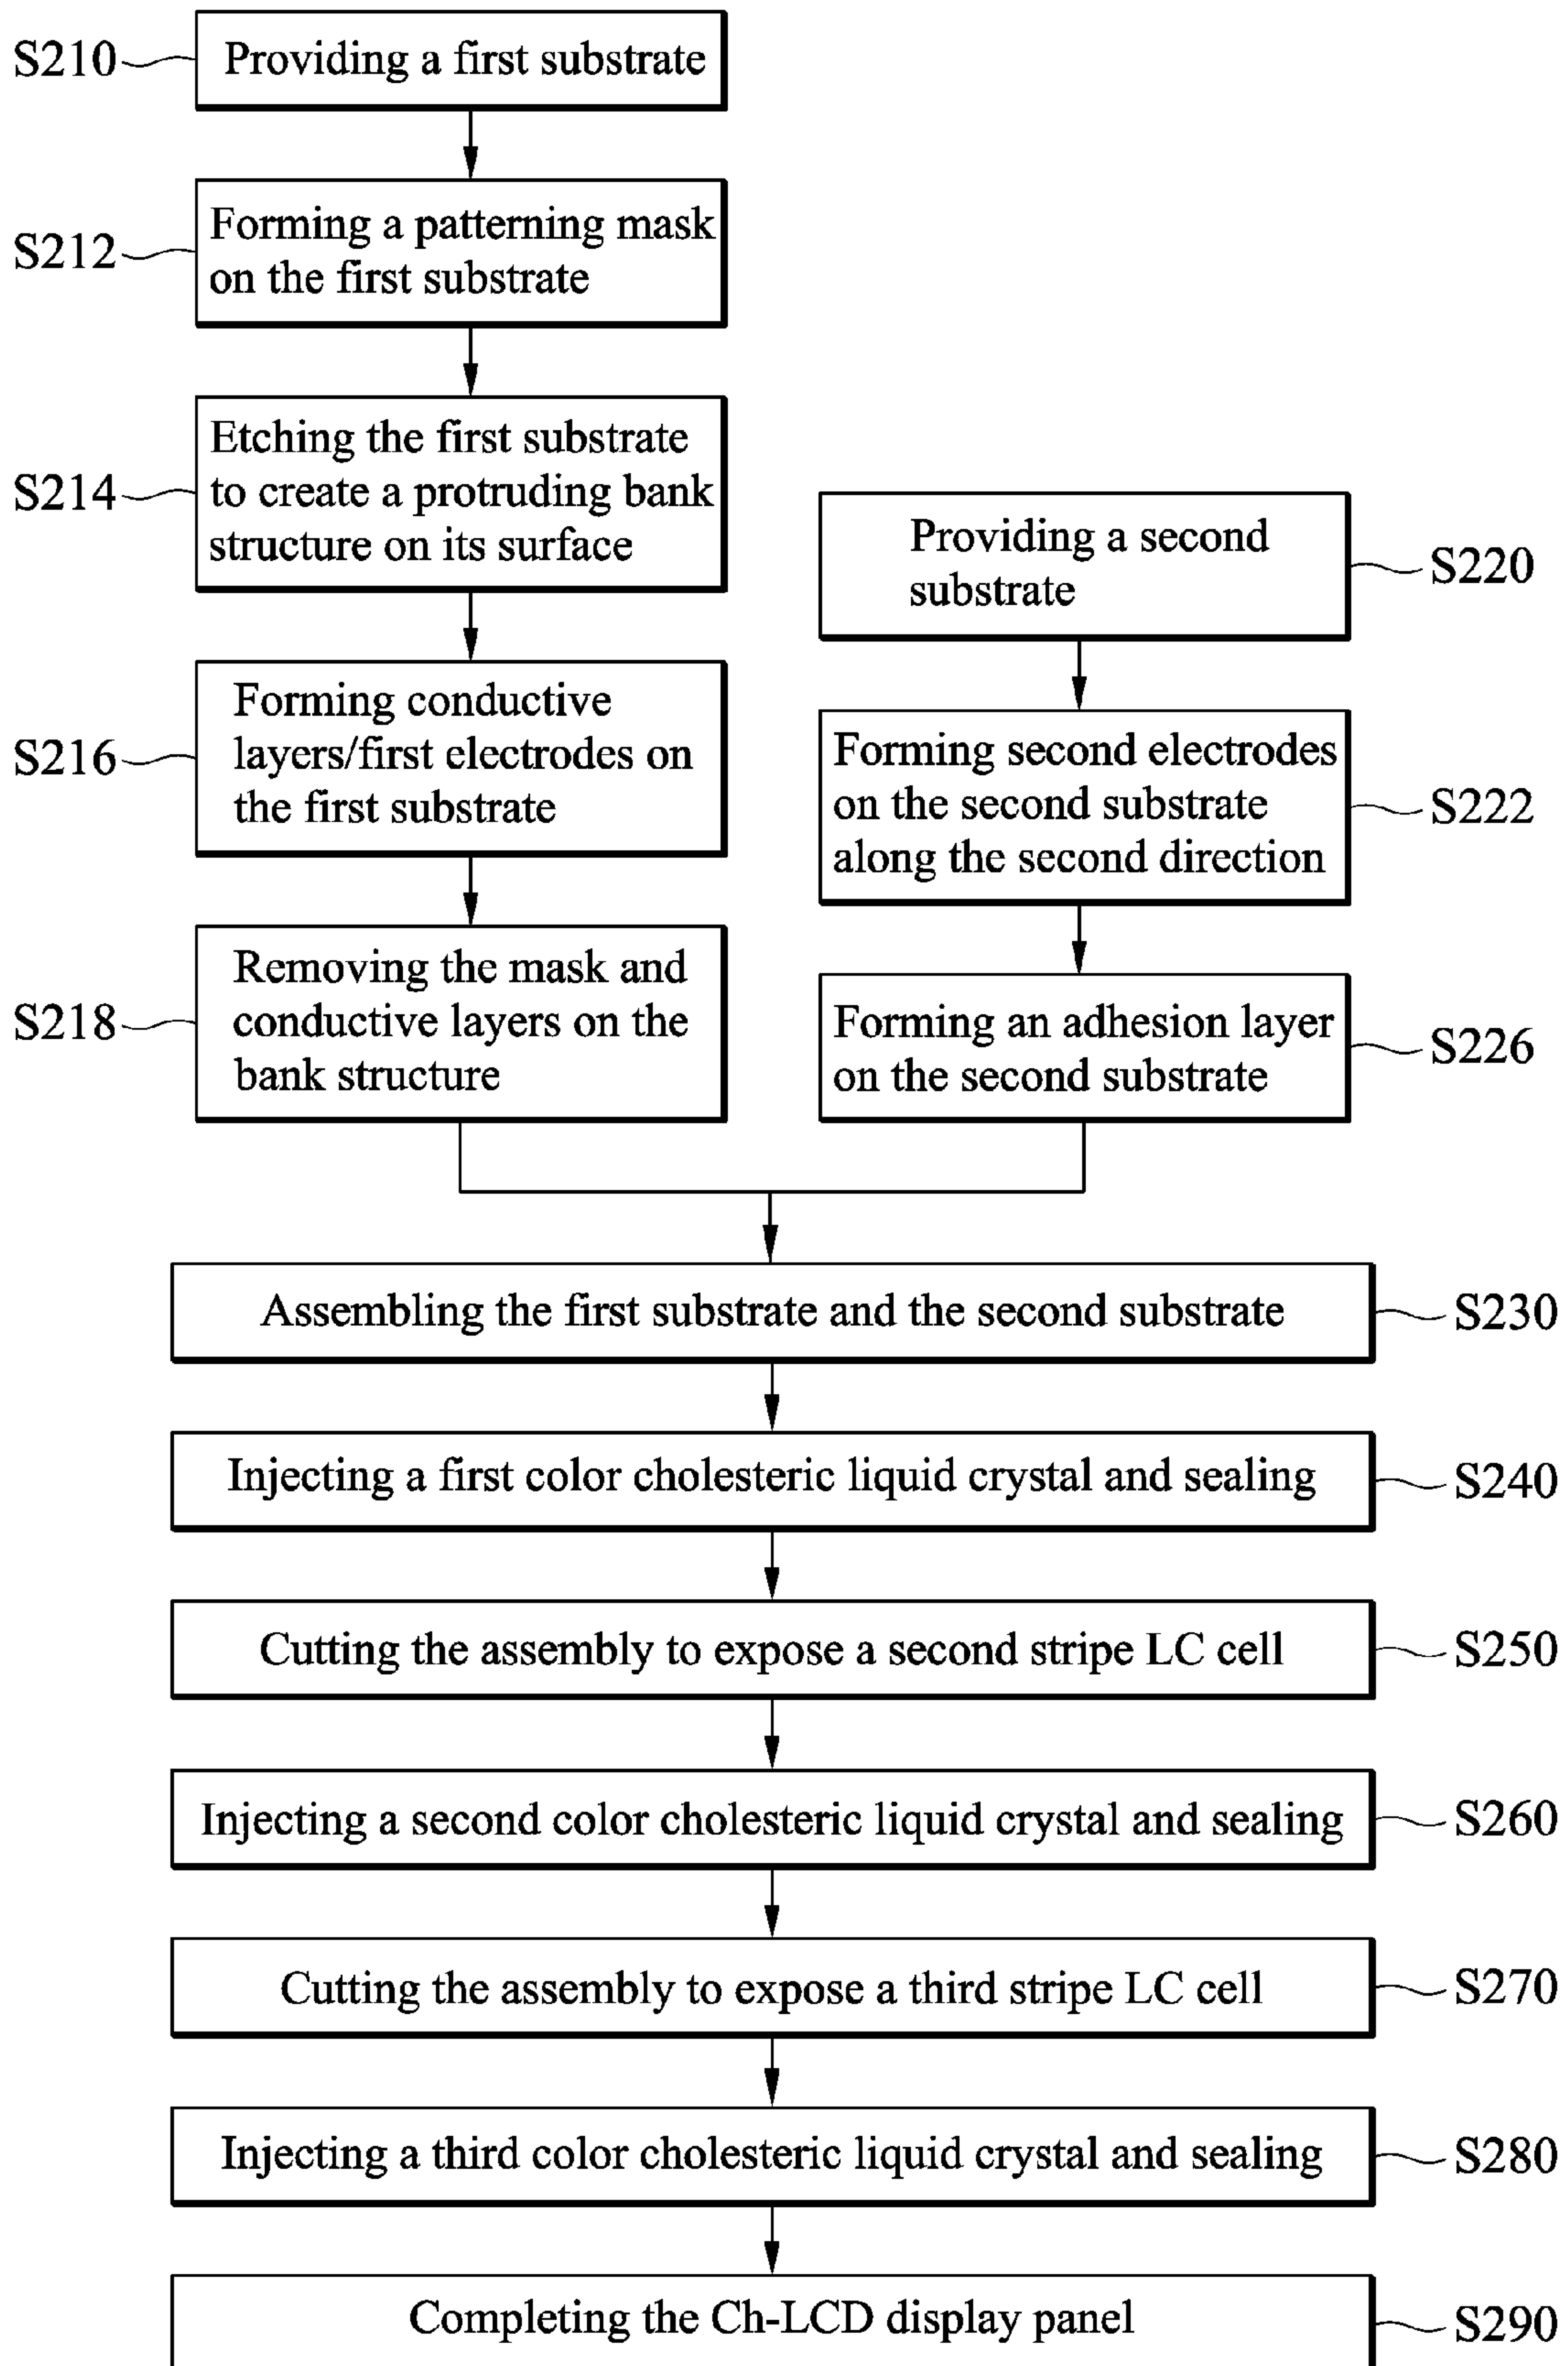 S210
Providing a first substrate
S212
Forming a patterning mask
on the first substrate
S214
Etching the first substrate
to create a protruding bank
structure on its surface
S216
Forming conductive
layers/first electrodes on
the first substrate
S218
Removing the mask and
conductive layers on the
bank structure
Providing a second
substrate
S220
Forming second electrodes
on the second substrate
along the second direction
S222
Forming an adhesion layer
on the second substrate
S226
Assembling the first substrate and the second substrate
S230
Injecting a first color cholesteric liquid crystal and sealing
S240
Cutting the assembly to expose a second stripe LC cell
S250
Injecting a second color cholesteric liquid crystal and sealing
S260
Cutting the assembly to expose a third stripe LC cell
S270
Injecting a third color cholesteric liquid crystal and sealing
S280
Completing the Ch-LCD display panel
S290